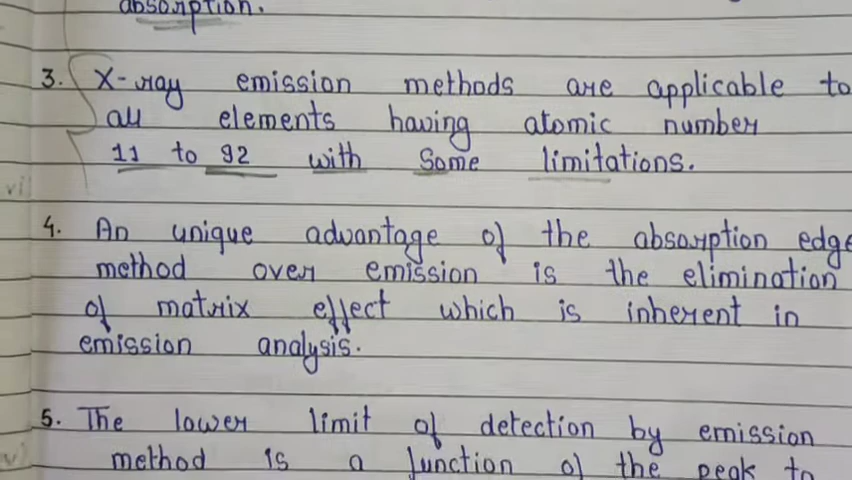 absorption.
3. X-ray emission methods are applicable to
all elements having atomic number
11 to 92 with Some limitations.
4. An unique advantage of the absorption edge
method over emission is the elimination
of matrix effect which is inherent in
emission analysis.
5. The lower limit of detection by emission
method is a function of the peak to